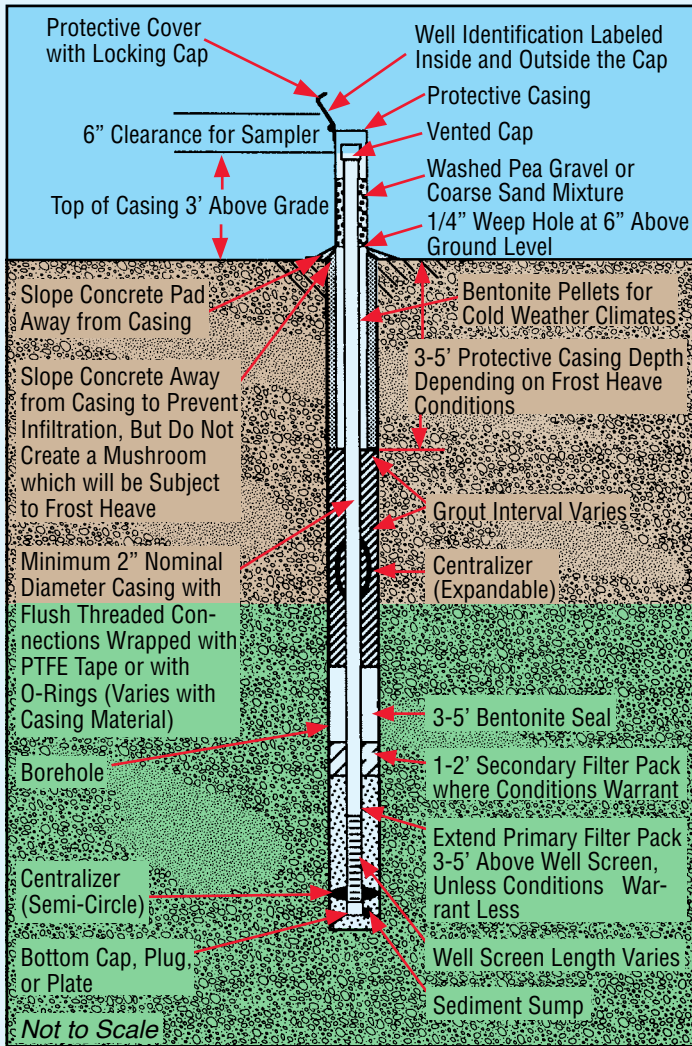 Protective Cover
with Locking Cap
Well Identification Labeled
Inside and Outside the Cap
Protective Casing
6” Clearance for Sampler
Vented Cap
Washed Pea Gravel or
Coarse Sand Mixture
Top of Casing 3’ Above Grade
1/4” Weep Hole at 6” Above
Ground Level
Slope Concrete Pad
Away from Casing
Bentonite Pellets for
Cold Weather Climates
3-5’ Protective Casing Depth
Depending on Frost Heave
Conditions
Slope Concrete Away
from Casing to Prevent
Infiltration, But Do Not
Create a Mushroom
which will be Subject
to Frost Heave
Grout Interval Varies
Minimum 2” Nominal
Diameter Casing with
Flush Threaded Con-
nections Wrapped with
PTFE Tape or with
O-Rings (Varies with
Casing Material)
Centralizer
(Expandable)
3-5’ Bentonite Seal
Borehole
1-2’ Secondary Filter Pack
where Conditions Warrant
Extend Primary Filter Pack
3-5’ Above Well Screen,
Unless Conditions War-
rant Less
Centralizer
(Semi-Circle)
Well Screen Length Varies
Bottom Cap, Plug,
or Plate
Sediment Sump
Not to Scale